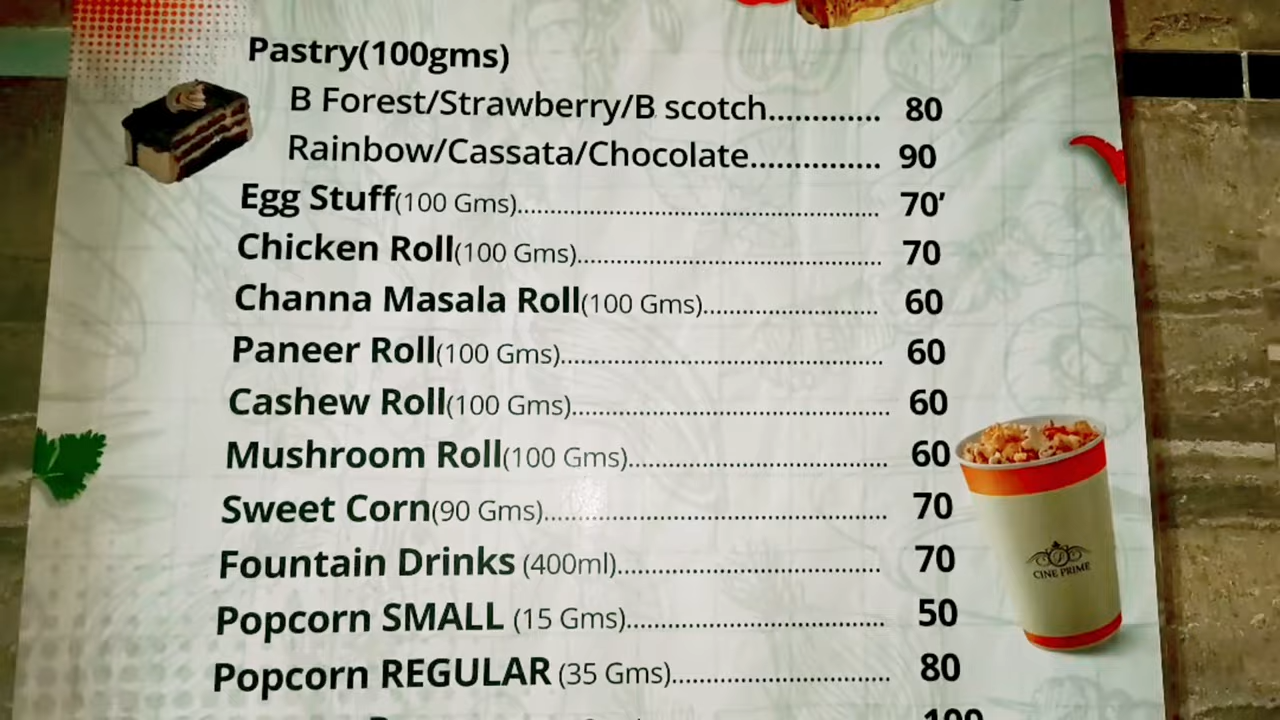 Pastry(100gms)
B Forest/Strawberry/B scotch............. 80
Rainbow/Cassata/Chocolate............... 90
Egg Stuff(100 Gms)...................................................... 70'
Chicken Roll(100 Gms).............................................. 70
Channa Masala Roll(100 Gms).......................... 60
Paneer Roll(100 Gms)................................................ 60
Cashew Roll(100 Gms)............................................... 60
Mushroom Roll(100 Gms)....................................... 60
Sweet Corn(90 Gms).................................................... 70
Fountain Drinks (400ml)........................................ 70
Popcorn SMALL (15 Gms)....................................... 50
Popcorn REGULAR (35 Gms)................................. 80
CINE PRIME